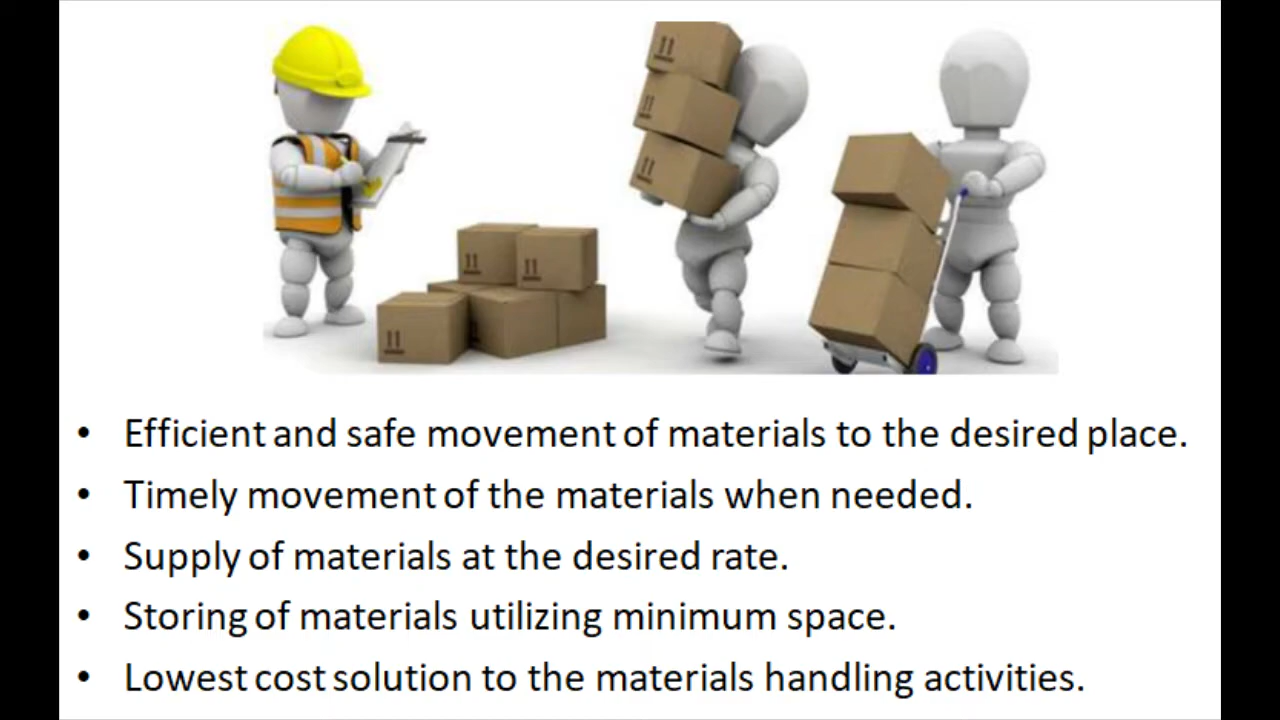 • Efficient and safe movement of materials to the desired place.
• Timely movement of the materials when needed.
• Supply of materials at the desired rate.
• Storing of materials utilizing minimum space.
• Lowest cost solution to the materials handling activities.